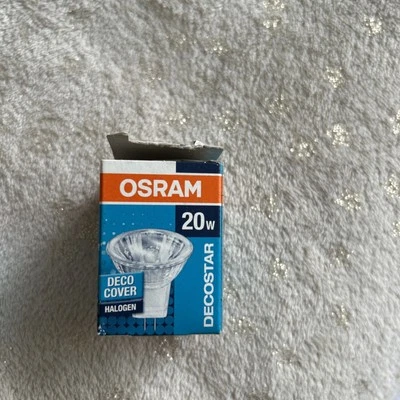 OSRAM
20W
DECO
COVER
HALOGEN
DECOSTAR